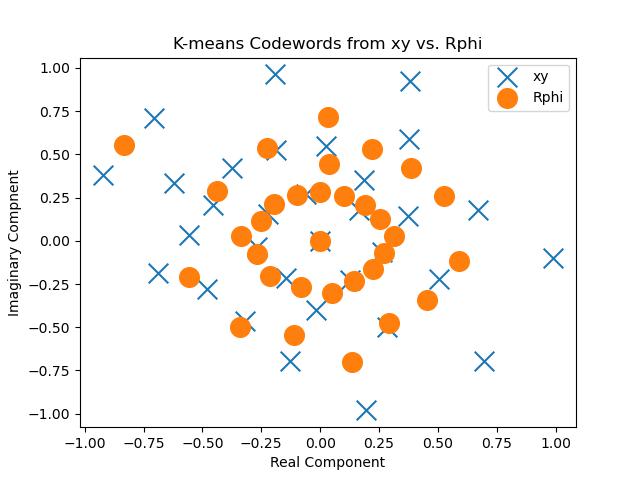 K-means Codewords from xy vs. Rphi
xy
Rphi
1.00
0.75
0.50
0.25
0.00
−0.25
−0.50
−0.75
−1.00
Imaginary Compnent
−1.00 −0.75 −0.50 −0.25 0.00 0.25 0.50 0.75 1.00
Real Component